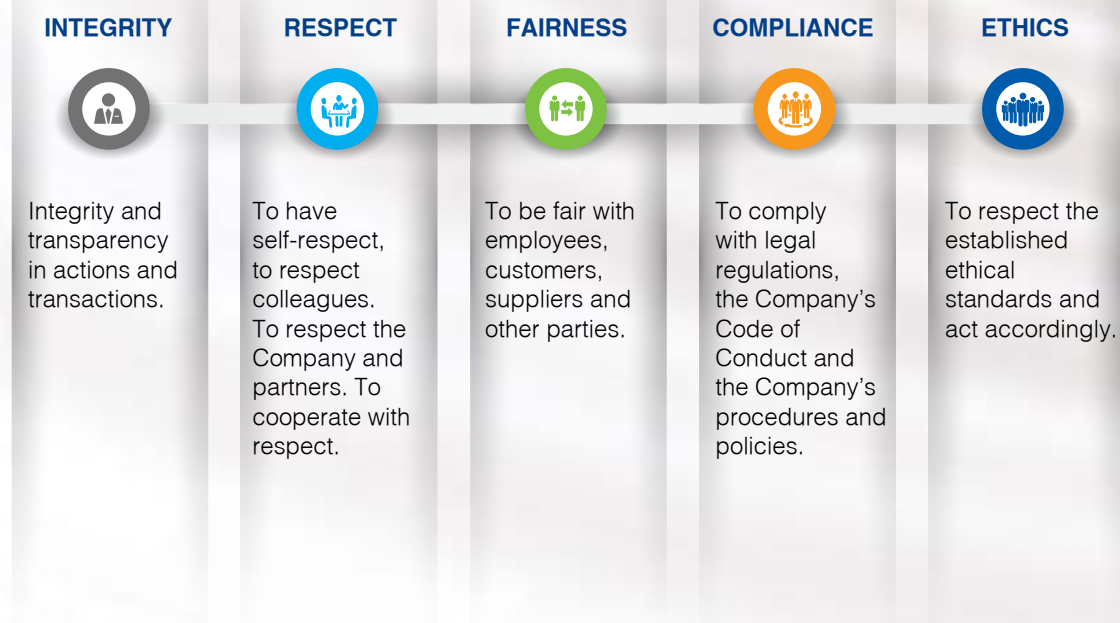 INTEGRITY
Integrity and
transparency
in actions and
transactions.
RESPECT
To have
self-respect,
to respect
colleagues.
To respect the
Company and
partners. To
cooperate with
respect.
FAIRNESS
To be fair with
employees,
customers,
suppliers and
other parties.
COMPLIANCE
To comply
with legal
regulations,
the Company’s
Code of
Conduct and
the Company’s
procedures and
policies.
ETHICS
To respect the
established
ethical
standards and
act accordingly.